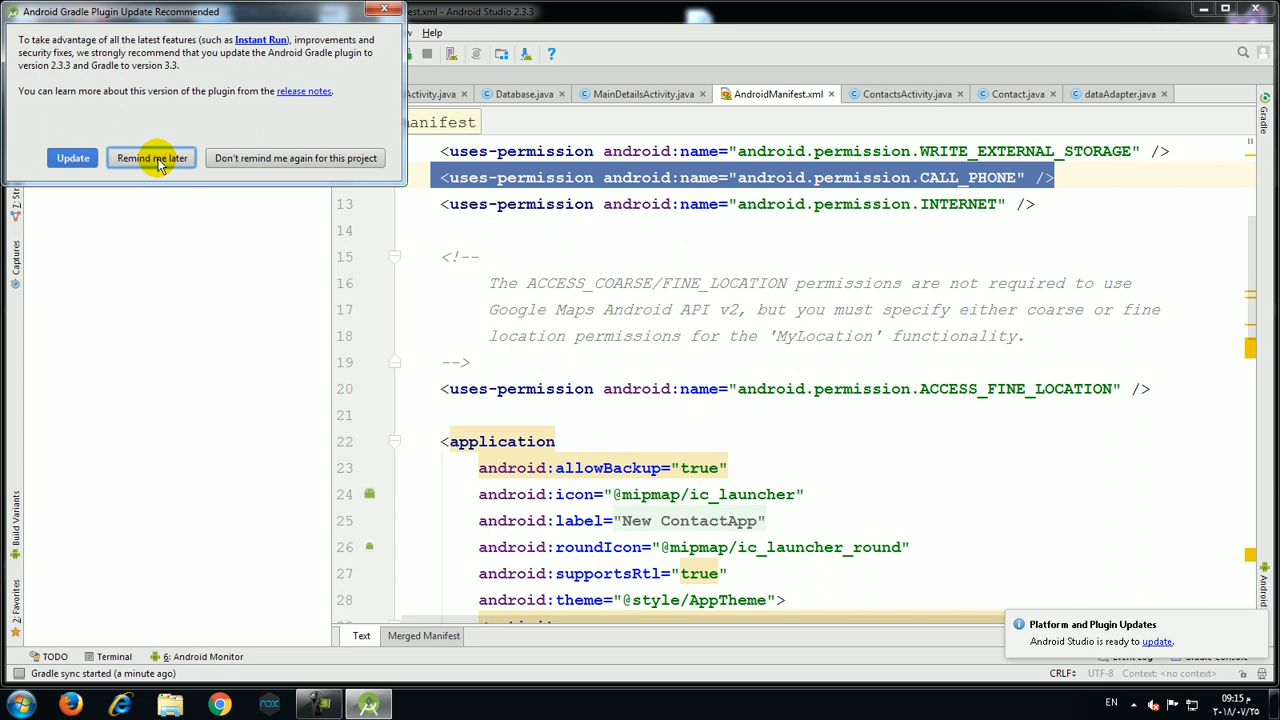 Android Gradle Plugin Update Recommended
ifest.xml - Android Studio 2.3.3
To take advantage of all the latest features (such as Instant Run), improvements and
security fixes, we strongly recommend that you update the Android Gradle plugin to
version 2.3.3 and Gradle to version 3.3.
You can learn more about this version of the plugin from the release notes.
Update
Remind me later
Don't remind me again for this project
Help
Activity.java
Database.java
MainDetailsActivity.java
AndroidManifest.xml
ContactsActivity.java
Contact.java
dataAdapter.java
manifest
<uses-permission android:name="android.permission.WRITE_EXTERNAL_STORAGE" />
<uses-permission android:name="android.permission.CALL_PHONE" />
13 <uses-permission android:name="android.permission.INTERNET" />
14
15 <!--
16 The ACCESS_COARSE/FINE_LOCATION permissions are not required to use
17 Google Maps Android API v2, but you must specify either coarse or fine
18 location permissions for the 'MyLocation' functionality.
19 -->
20 <uses-permission android:name="android.permission.ACCESS_FINE_LOCATION" />
21
22 <application
23 android:allowBackup="true"
24 android:icon="@mipmap/ic_launcher"
25 android:label="New ContactApp"
26 android:roundIcon="@mipmap/ic_launcher_round"
27 android:supportsRtl="true"
28 android:theme="@style/AppTheme">
Captures
Build Variants
2: Favorites
Gradle
Android
Text
Merged Manifest
Platform and Plugin Updates
Android Studio is ready to update.
TODO
Terminal
6: Android Monitor
Gradle sync started (a minute ago)
CRLF÷
UTF-8
Context: <no context>
EN
09:15 م
٢٠١٨/٠٧/٢٥